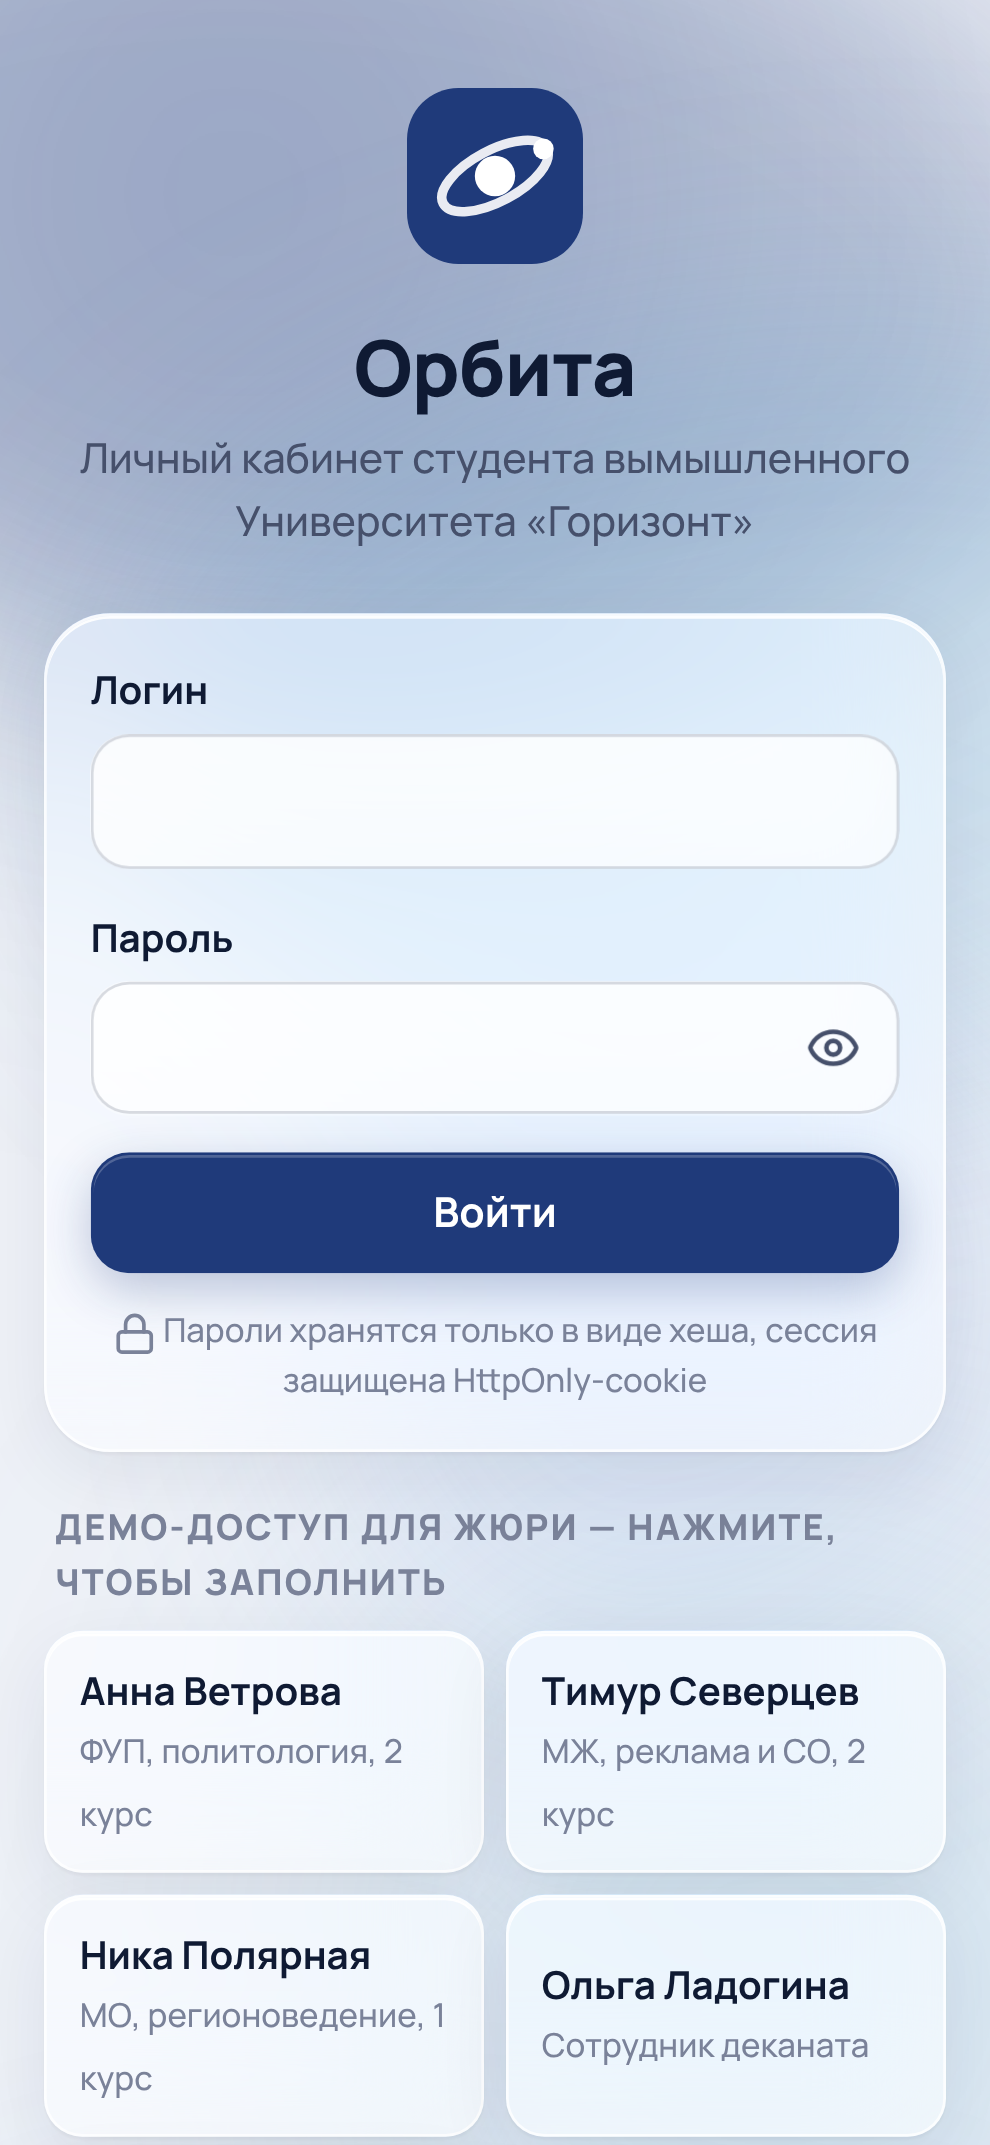 Орбита
Личный кабинет студента вымышленного
Университета «Горизонт»
Логин
Пароль
Войти
Пароли хранятся только в виде хеша, сессия
защищена HttpOnly-cookie
ДЕМО-ДОСТУП ДЛЯ ЖЮРИ — НАЖМИТЕ,
ЧТОБЫ ЗАПОЛНИТЬ
Анна Ветрова
ФУП, политология, 2
курс
Тимур Северцев
МЖ, реклама и СО, 2
курс
Ника Полярная
МО, регионоведение, 1
курс
Ольга Ладогина
Сотрудник деканата